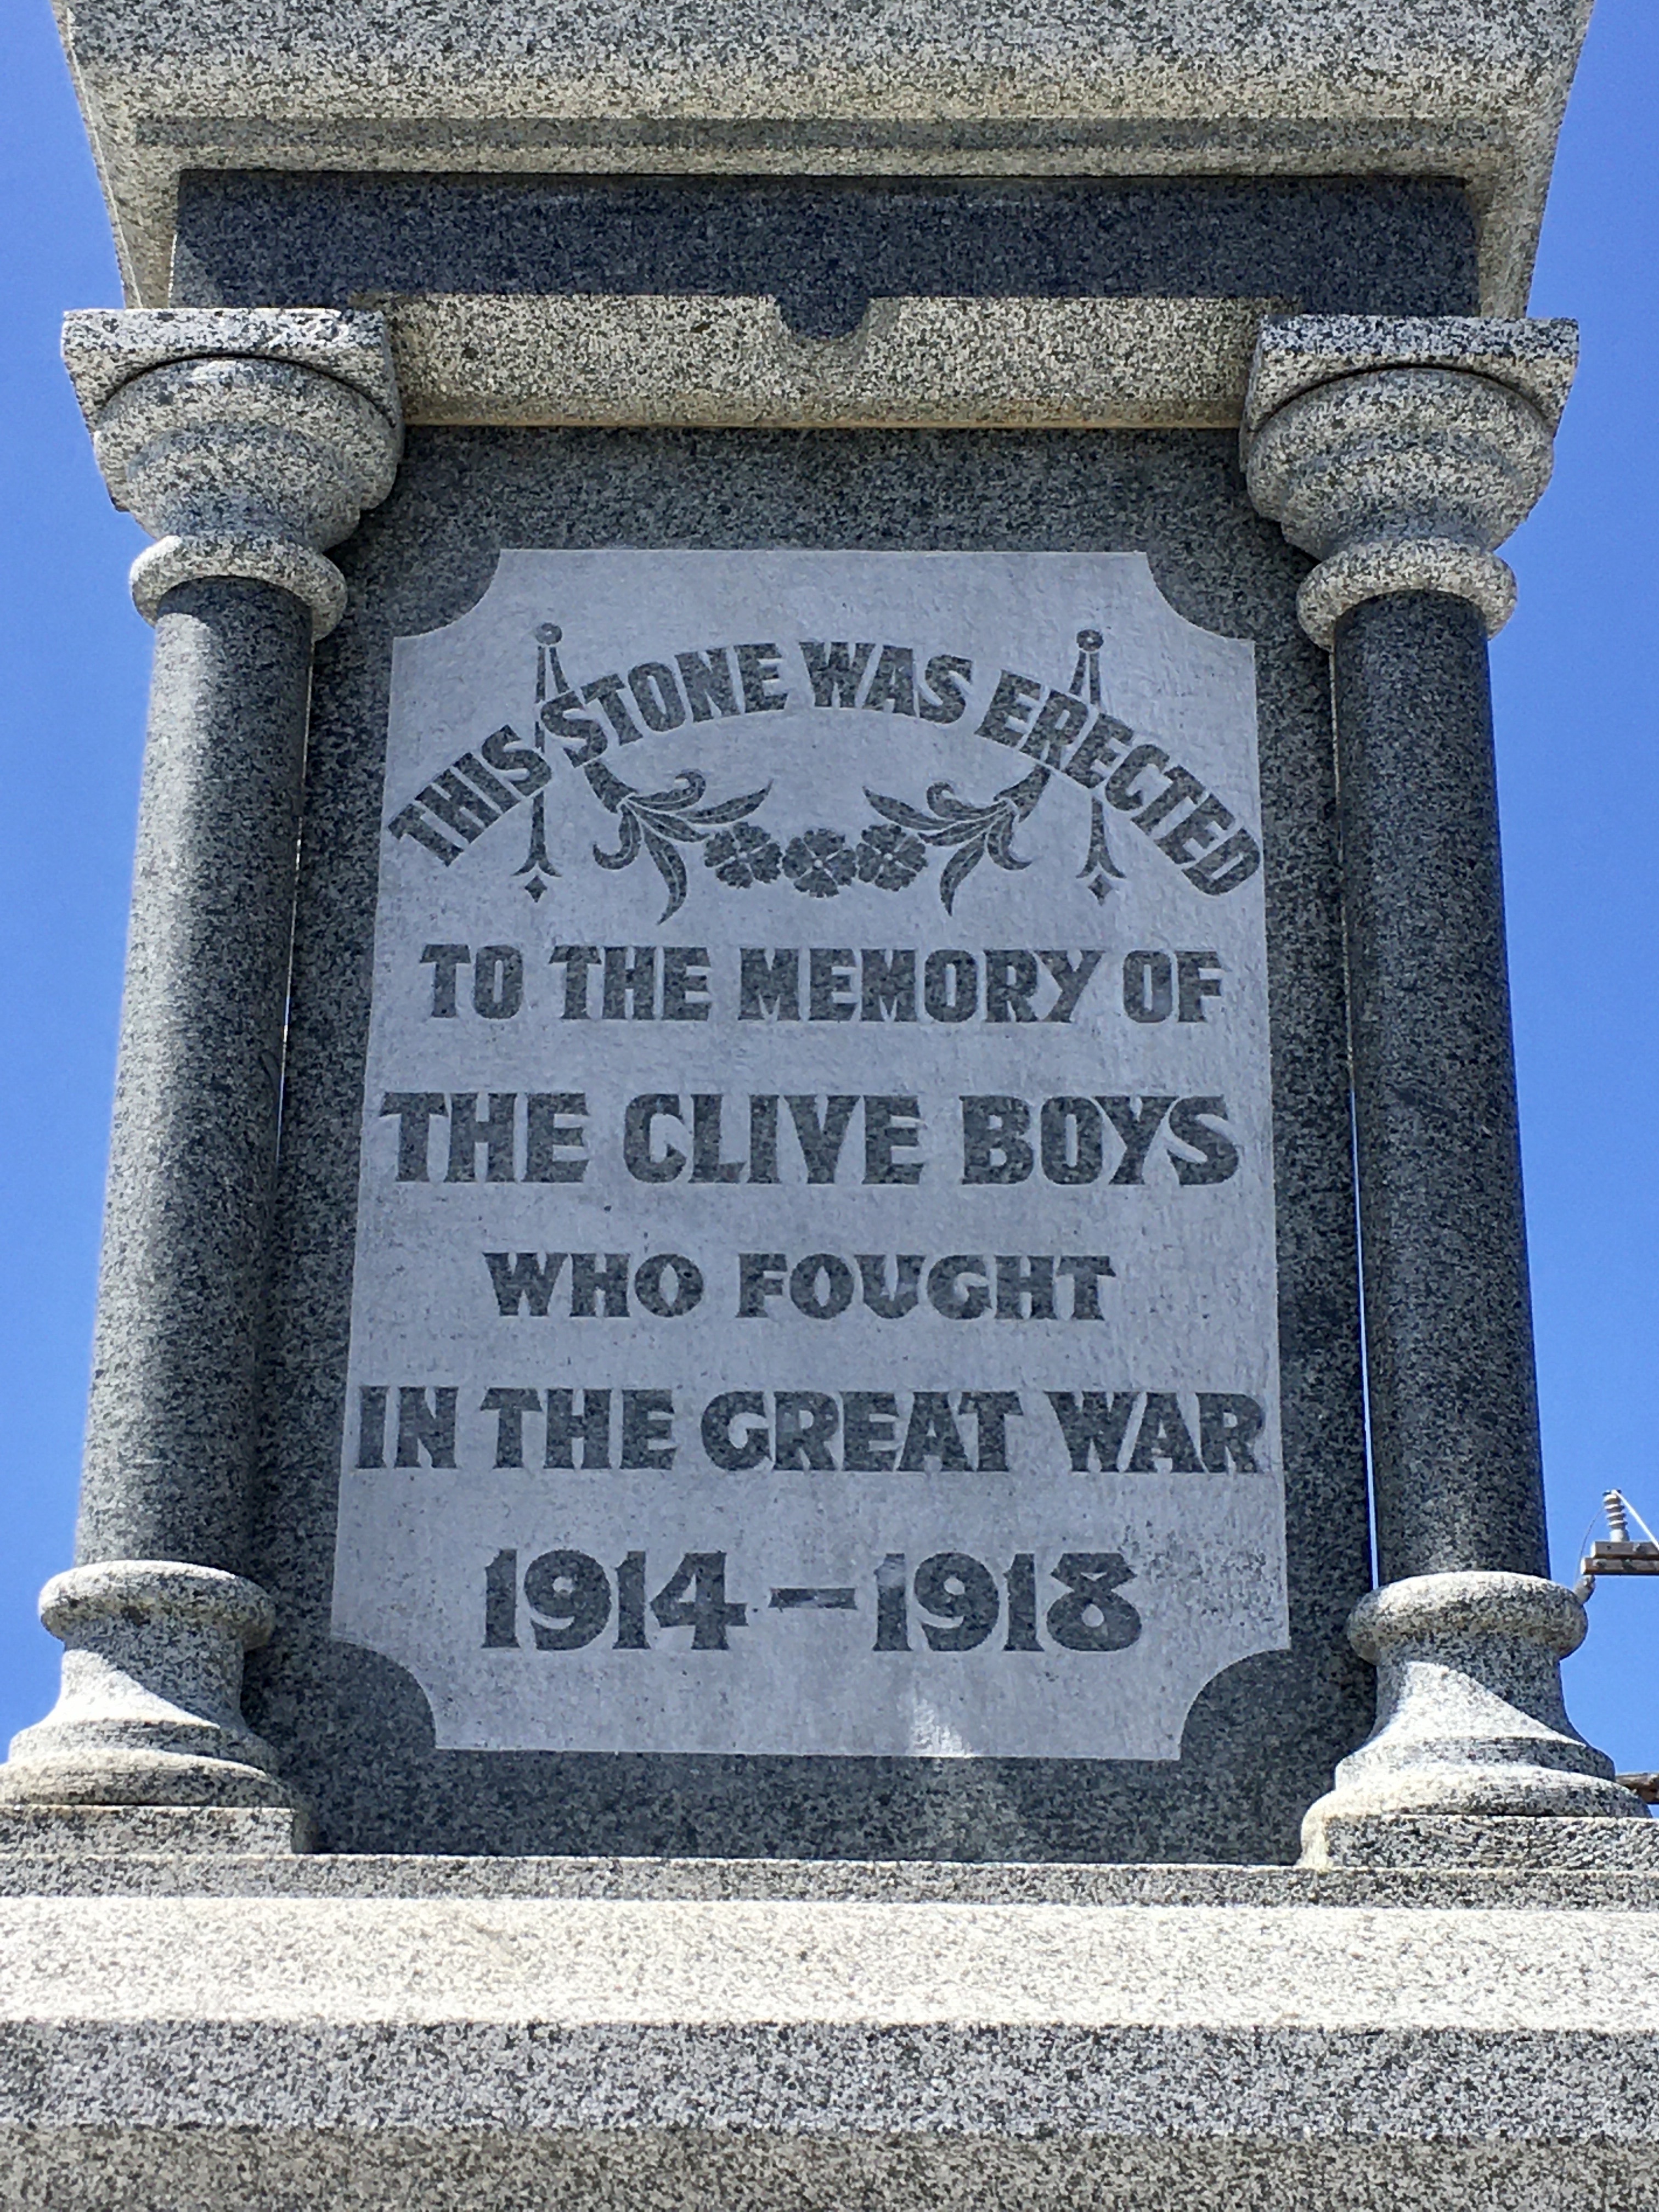 THIS STONE WAS ERECTED
TO THE MEMORY OF
THE CLIVE BOYS
WHO FOUGHT
IN THE GREAT WAR
1914–1918